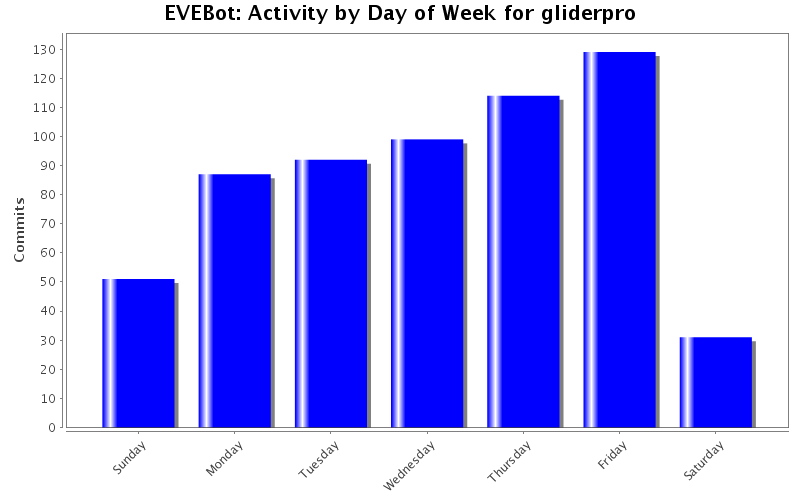 EVEBot: Activity by Day of Week for gliderpro
130
120
110
100
90
80
70
60
50
40
30
20
10
0
Commits
Sunday
Monday
Tuesday
Wednesday
Thursday
Friday
Saturday